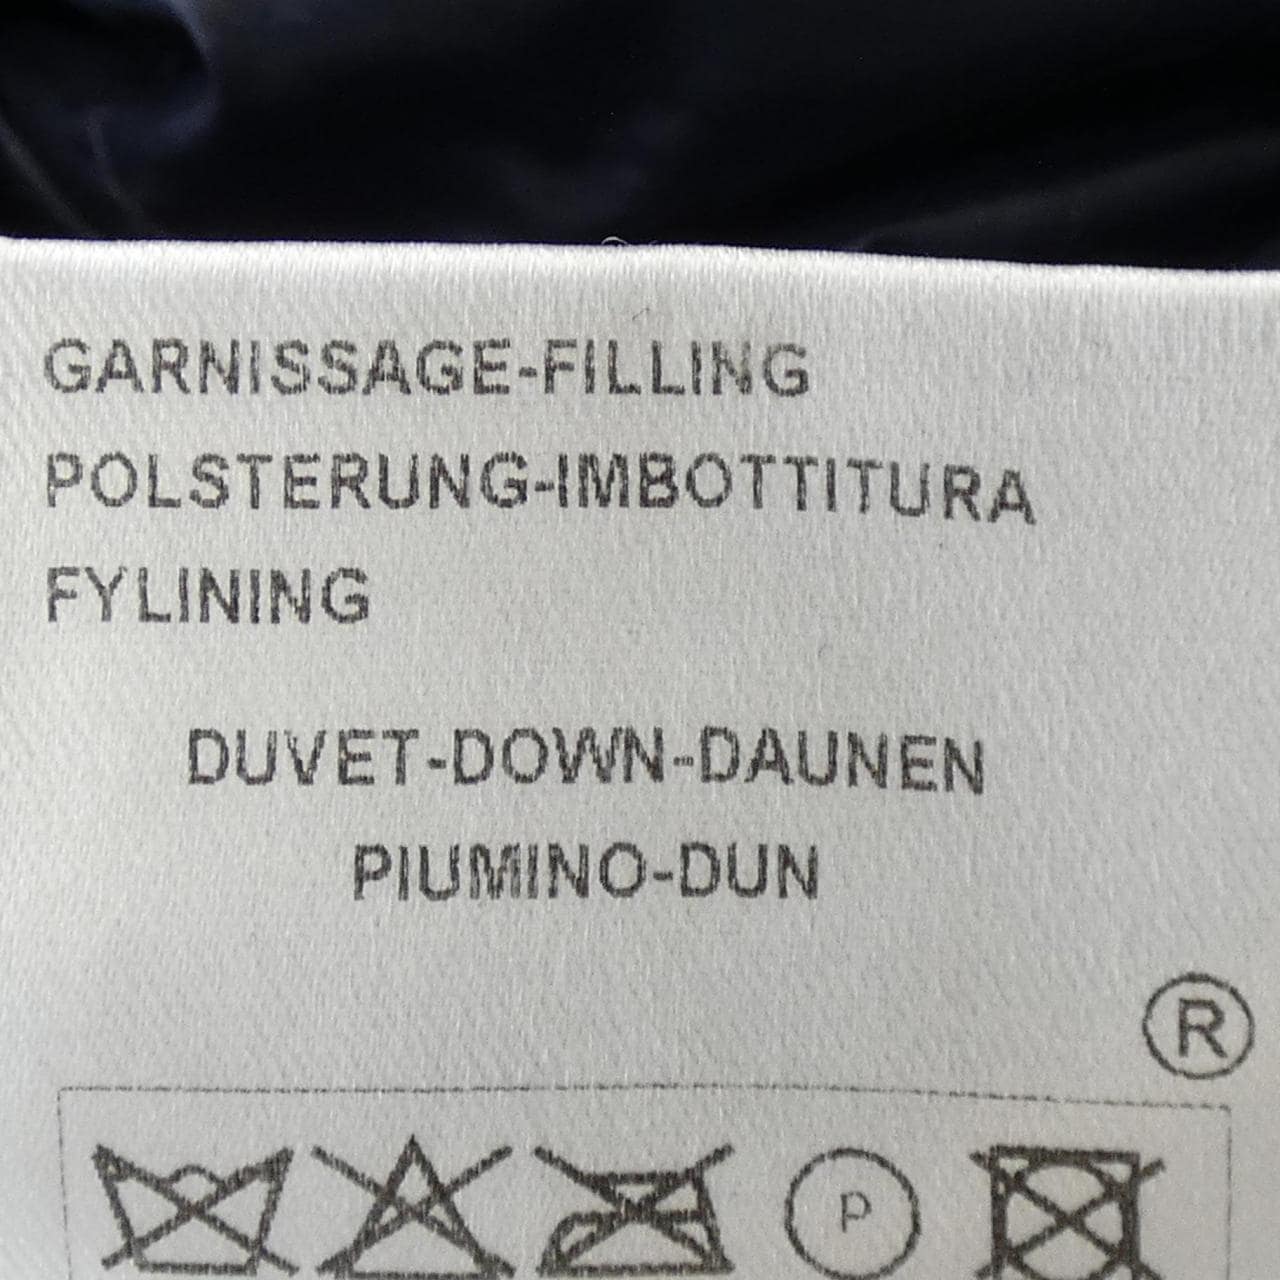 GARNISSAGE-FILLING
POLSTERUNG-IMBOTTITURA
FYLINING
DUVET-DOWN-DAUNEN
PIUMINO-DUN
®
P